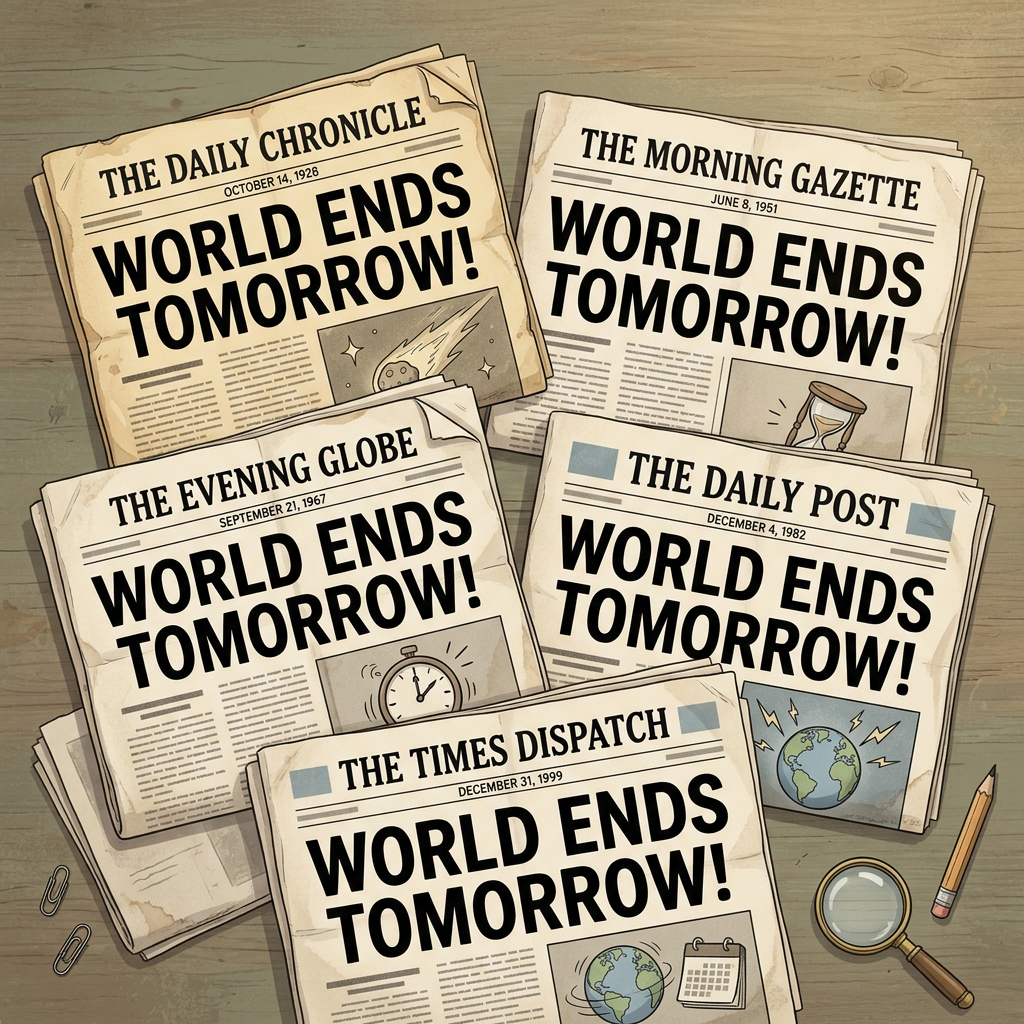 THE DAILY CHRONICLE
OCTOBER 14, 1928
WORLD ENDS
TOMORROW!
THE MORNING GAZETTE
JUNE 8, 1951
WORLD ENDS
TOMORROW!
THE EVENING GLOBE
SEPTEMBER 21, 1967
WORLD ENDS
TOMORROW!
THE DAILY POST
DECEMBER 4, 1982
WORLD ENDS
TOMORROW!
THE TIMES DISPATCH
DECEMBER 31, 1999
WORLD ENDS
TOMORROW!